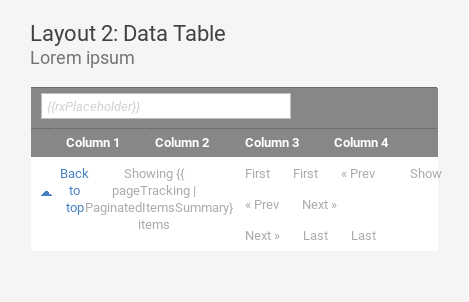 Layout 2: Data Table
Lorem ipsum
{{rxPlaceholder}}
Column 1 Column 2 Column 3 Column 4
Back to top
Showing {{ pageTracking | PaginatedItemsSummary}} items
First First « Prev Show
« Prev Next »
Next » Last Last